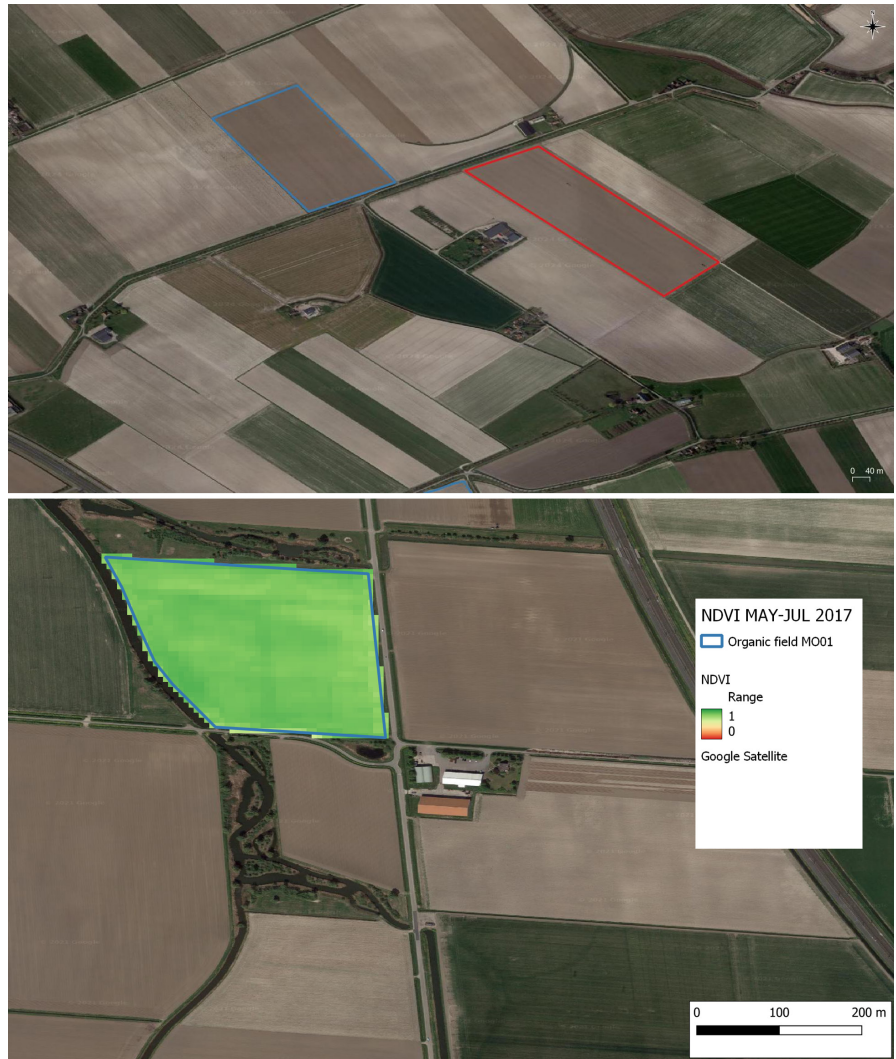 0 40 m
NDVI MAY-JUL 2017
Organic field MO01
NDVI
Range
1
0
Google Satellite
0 100 200 m